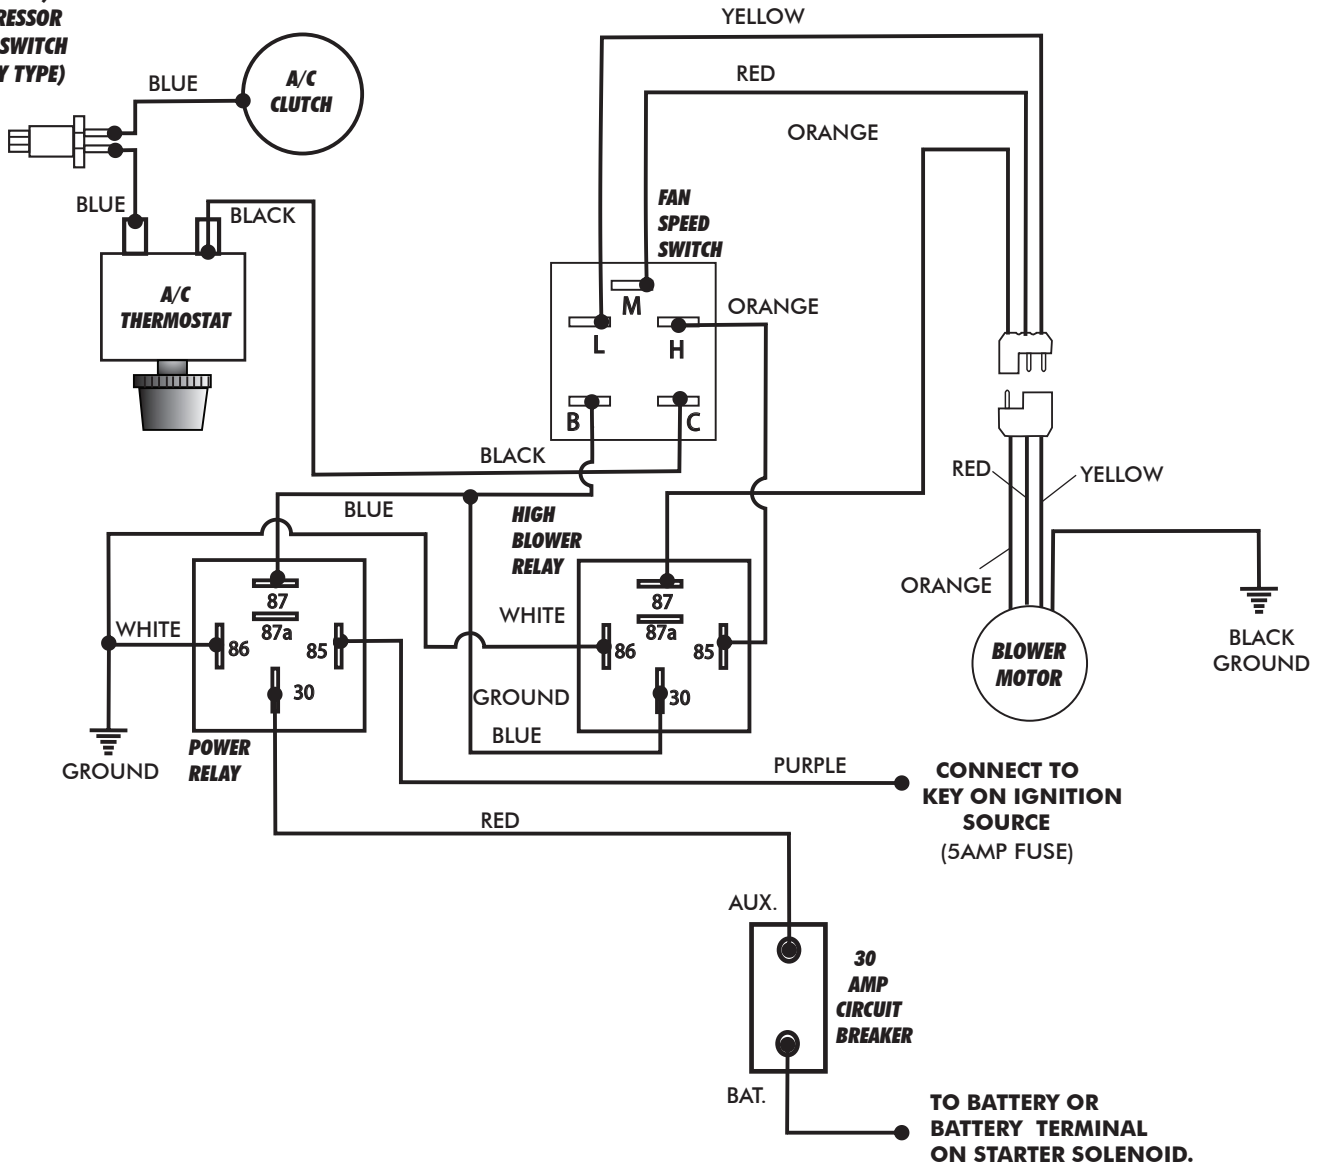 RESSOR
SWITCH
Y TYPE)
BLUE
A/C
CLUTCH
BLUE
BLACK
A/C
THERMOSTAT
YELLOW
RED
ORANGE
FAN
SPEED
SWITCH
M
ORANGE
L
H
B
C
BLACK
BLUE
HIGH
BLOWER
RELAY
RED
YELLOW
ORANGE
BLOWER
MOTOR
BLACK
GROUND
WHITE
87
87a
86
85
30
WHITE
87
87a
86
85
30
GROUND
BLUE
GROUND
POWER
RELAY
PURPLE
CONNECT TO
KEY ON IGNITION
SOURCE
(5AMP FUSE)
RED
AUX.
30
AMP
CIRCUIT
BREAKER
BAT.
TO BATTERY OR
BATTERY TERMINAL
ON STARTER SOLENOID.